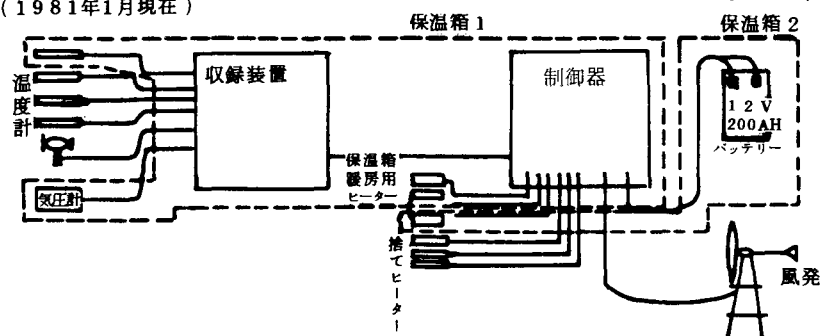 (1981年1月現在)
保温箱1
保温箱2
収録装置
制御器
温度計
12V
200AH
バッテリー
保温箱
暖房用
ヒーター
気圧計
捨てヒーター
風発